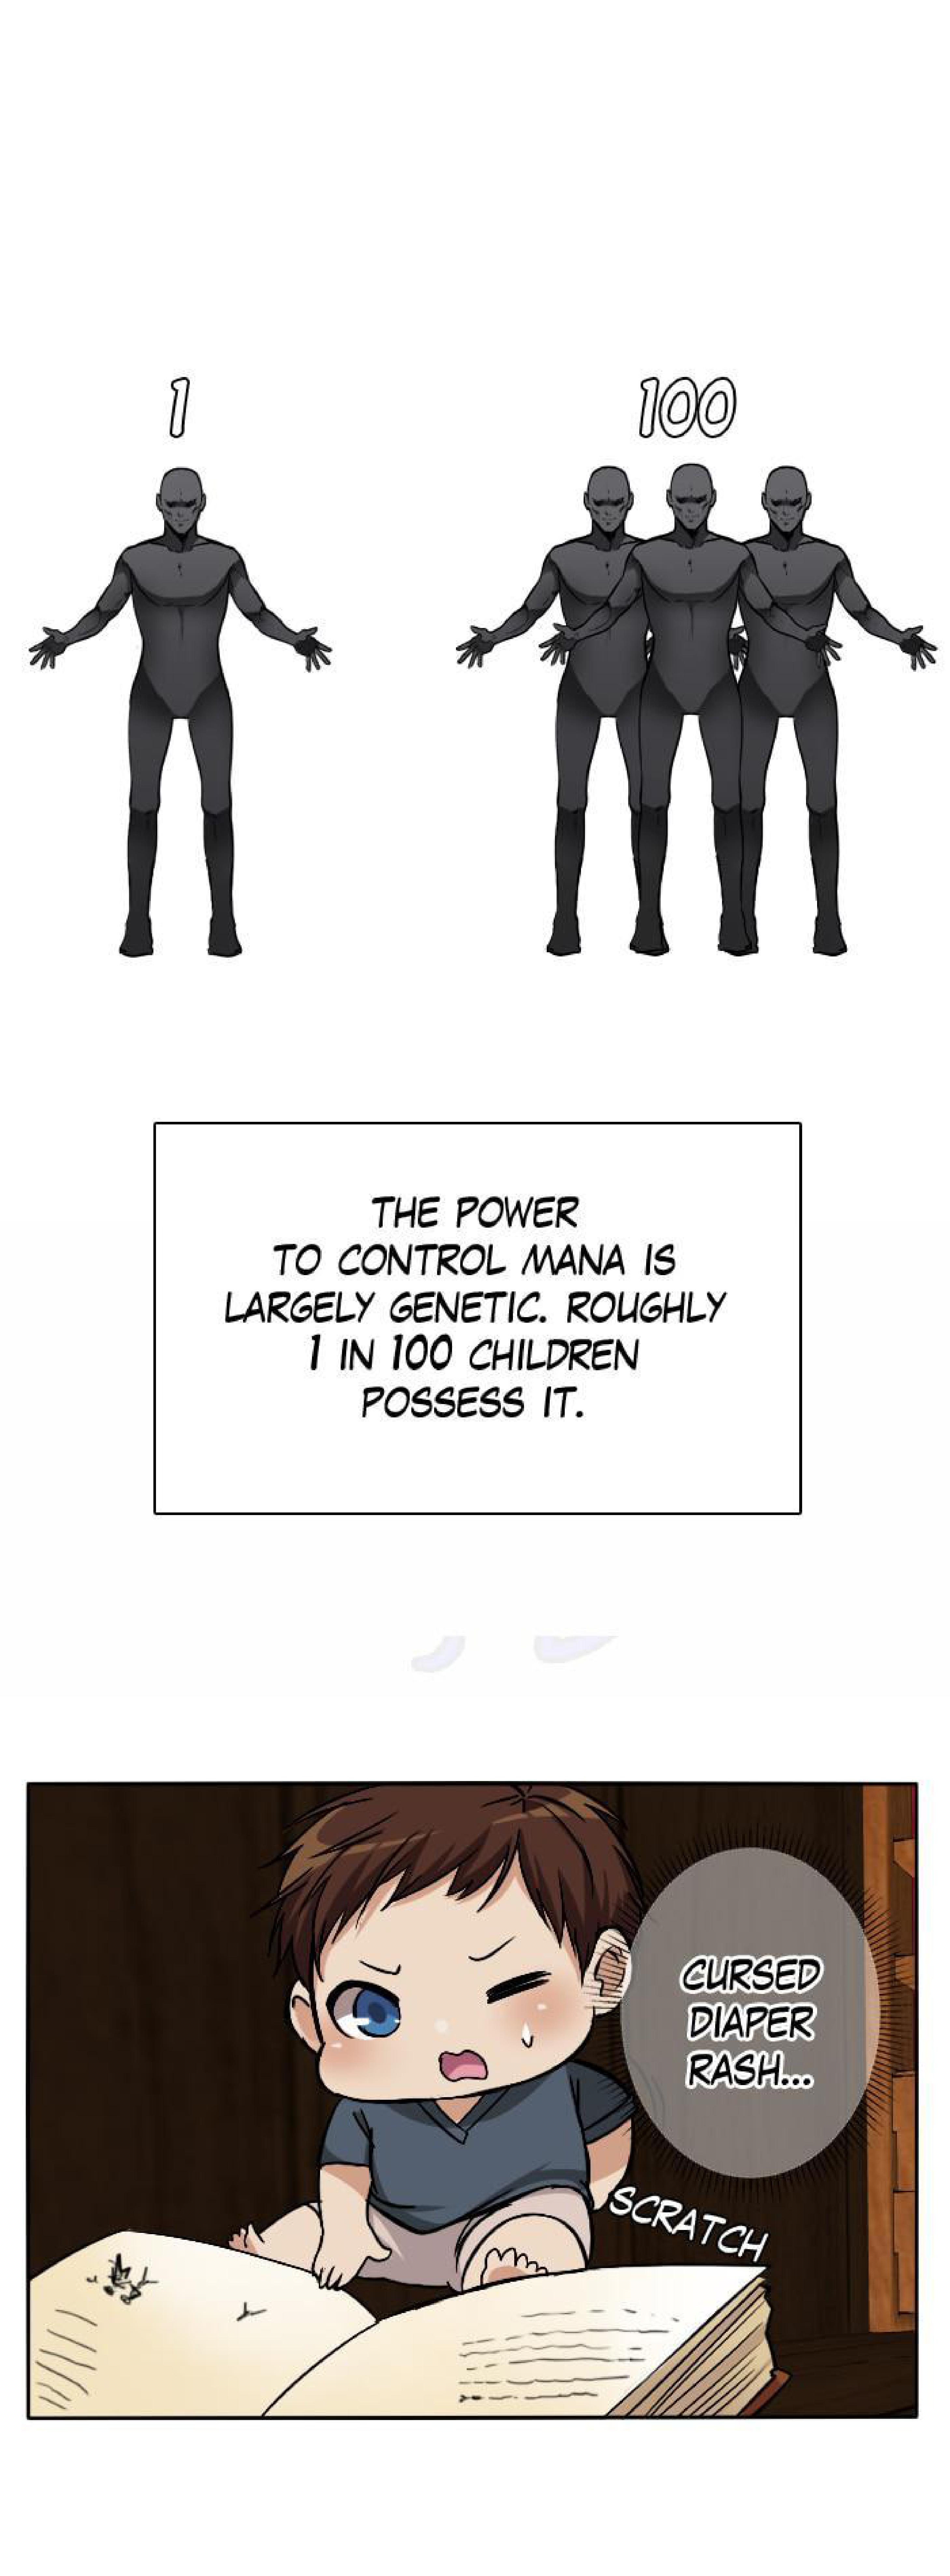 1
100
THE POWER
TO CONTROL MANA IS
LARGELY GENETIC. ROUGHLY
1 IN 100 CHILDREN
POSSESS IT.
CURSED
DIAPER
RASH...
SCRATCH